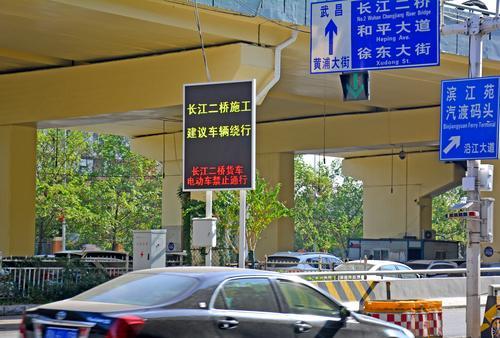 武昌
黄浦大街
长江二桥
No.2 Wuhan Changjiang River Bridge
和平大道
Heping Ave.
徐东大街
Xudong St.
长江二桥施工
建议车辆绕行
长江二桥货车
电动车禁止通行
滨江苑
汽渡码头
Binjiangyuan Ferry Terminal
沿江大道